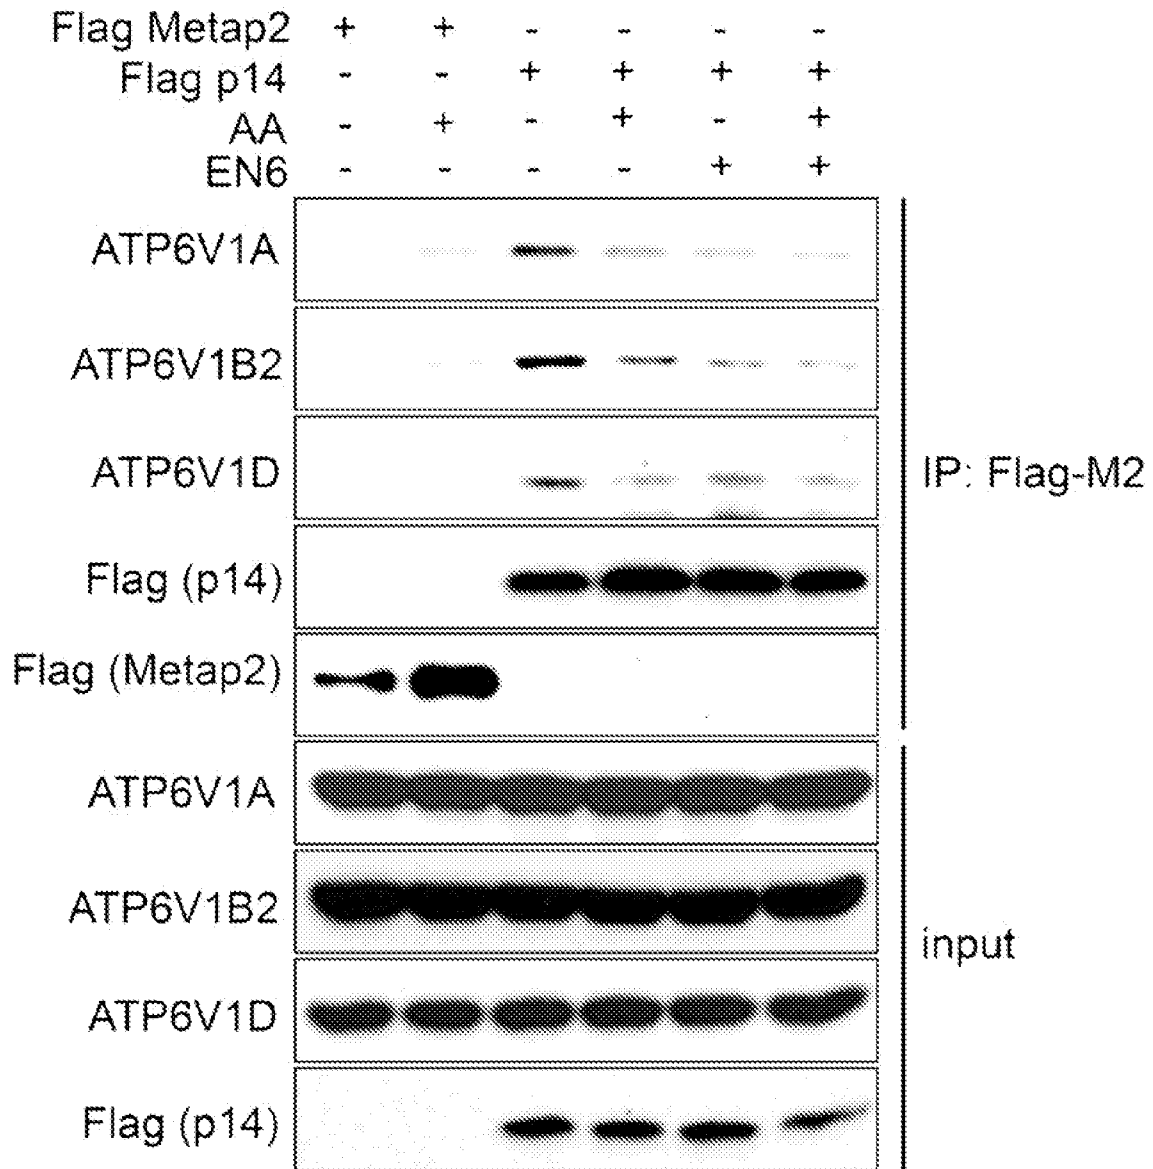 Flag Metap2 + + - - - -
Flag p14 - - + + + +
AA - + - + - +
EN6 - - - - + +
ATP6V1A
ATP6V1B2
ATP6V1D
IP: Flag-M2
Flag (p14)
Flag (Metap2)
ATP6V1A
ATP6V1B2
input
ATP6V1D
Flag (p14)